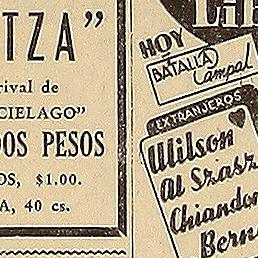 TZA”
rival de
CIELAGO”
DOS PESOS
OS, $1.00.
A, 40 cs.
HOY
BATALLA Campal
EXTRANJEROS
Wilson
Al Szasz
Chiandon
Bern